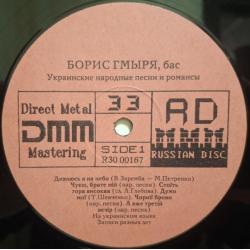 БОРИС ГМЫРЯ, бас
Украинские народные песни и романсы
Direct Metal
DMM
Mastering
33
SIDE 1
R30 00167
RD
RUSSIAN DISC
Дивлюсь я на небо (В. Заремба — М. Петренко)
Чуєш, брате мій (нар. песня). Стоїть
гора високая (сл. Л. Глебова). Думи
мої (Т. Шевченко). Чорнії брови
(нар. песня). А вже третій
вечір (нар. песня)
На украинском языке
Записи разных лет